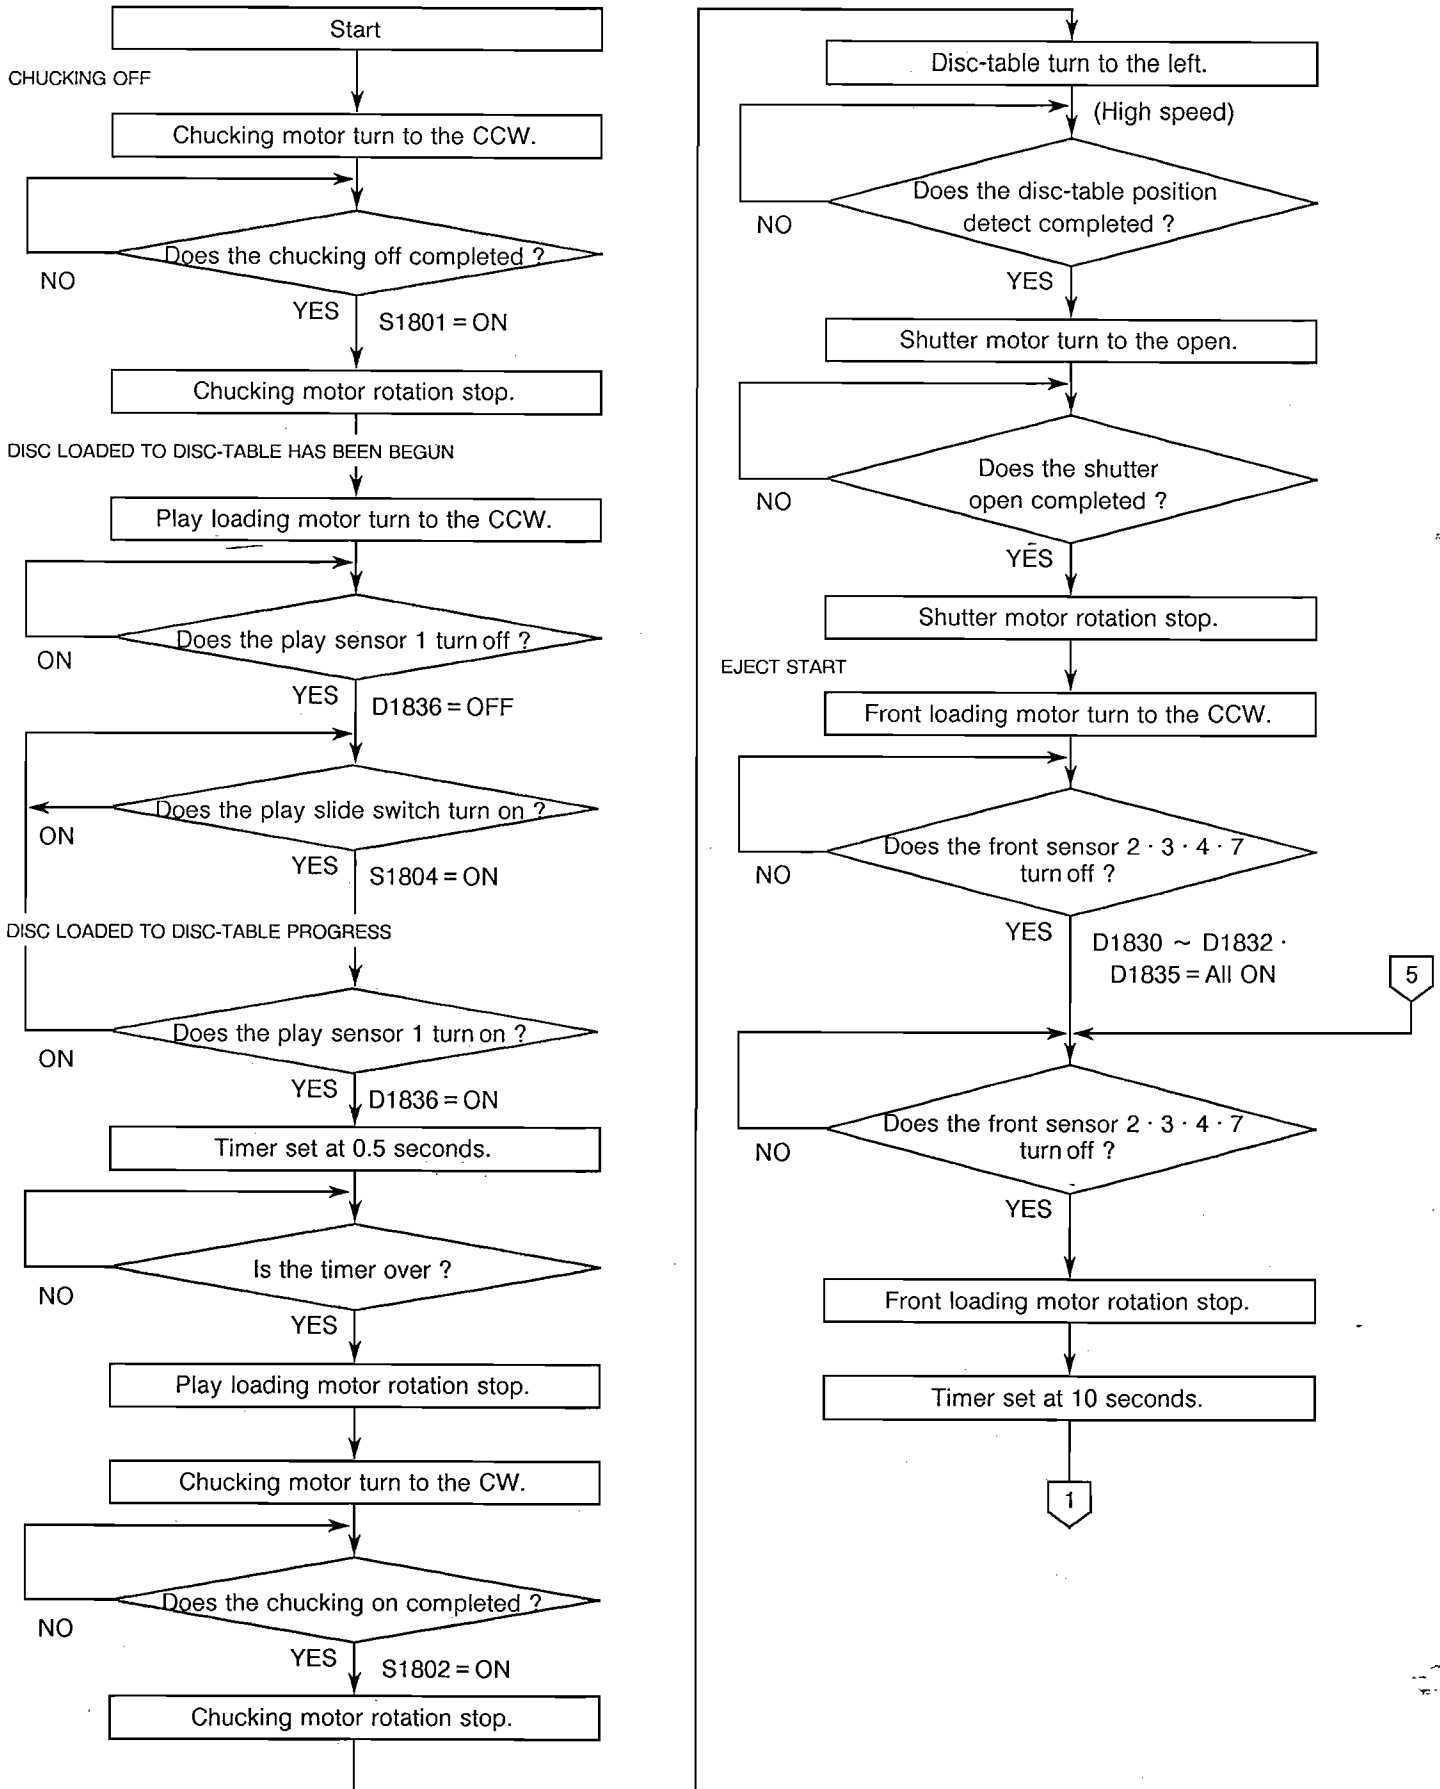 Start
CHUCKING OFF
Chucking motor turn to the CCW.
Does the chucking off completed ?
NO
YES
S1801 = ON
Chucking motor rotation stop.
DISC LOADED TO DISC-TABLE HAS BEEN BEGUN
Play loading motor turn to the CCW.
Does the play sensor 1 turn off ?
ON
YES
D1836 = OFF
Does the play slide switch turn on ?
ON
YES
S1804 = ON
DISC LOADED TO DISC-TABLE PROGRESS
Does the play sensor 1 turn on ?
ON
YES
D1836 = ON
Timer set at 0.5 seconds.
Is the timer over ?
NO
YES
Play loading motor rotation stop.
Chucking motor turn to the CW.
Does the chucking on completed ?
NO
YES
S1802 = ON
Chucking motor rotation stop.
Disc-table turn to the left.
(High speed)
Does the disc-table position
detect completed ?
NO
YES
Shutter motor turn to the open.
Does the shutter
open completed ?
NO
YES
Shutter motor rotation stop.
EJECT START
Front loading motor turn to the CCW.
Does the front sensor 2 · 3 · 4 · 7
turn off ?
NO
YES
D1830 ~ D1832 ·
D1835 = All ON
5
Does the front sensor 2 · 3 · 4 · 7
turn off ?
NO
YES
Front loading motor rotation stop.
Timer set at 10 seconds.
1